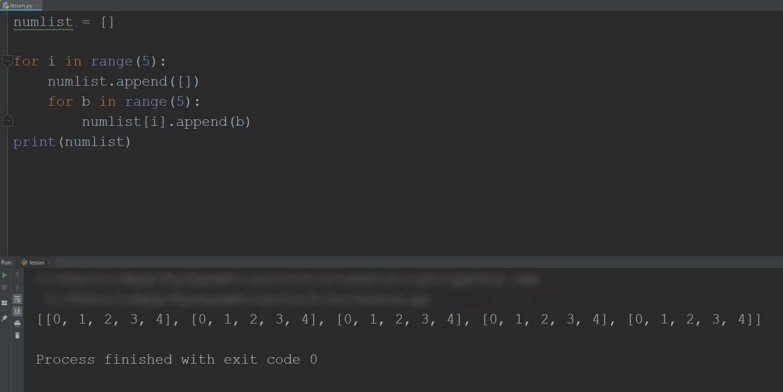 lesson.py
numlist = []
for i in range(5):
    numlist.append([])
    for b in range(5):
        numlist[i].append(b)
print(numlist)
Run: lesson
[[0, 1, 2, 3, 4], [0, 1, 2, 3, 4], [0, 1, 2, 3, 4], [0, 1, 2, 3, 4], [0, 1, 2, 3, 4]]
Process finished with exit code 0